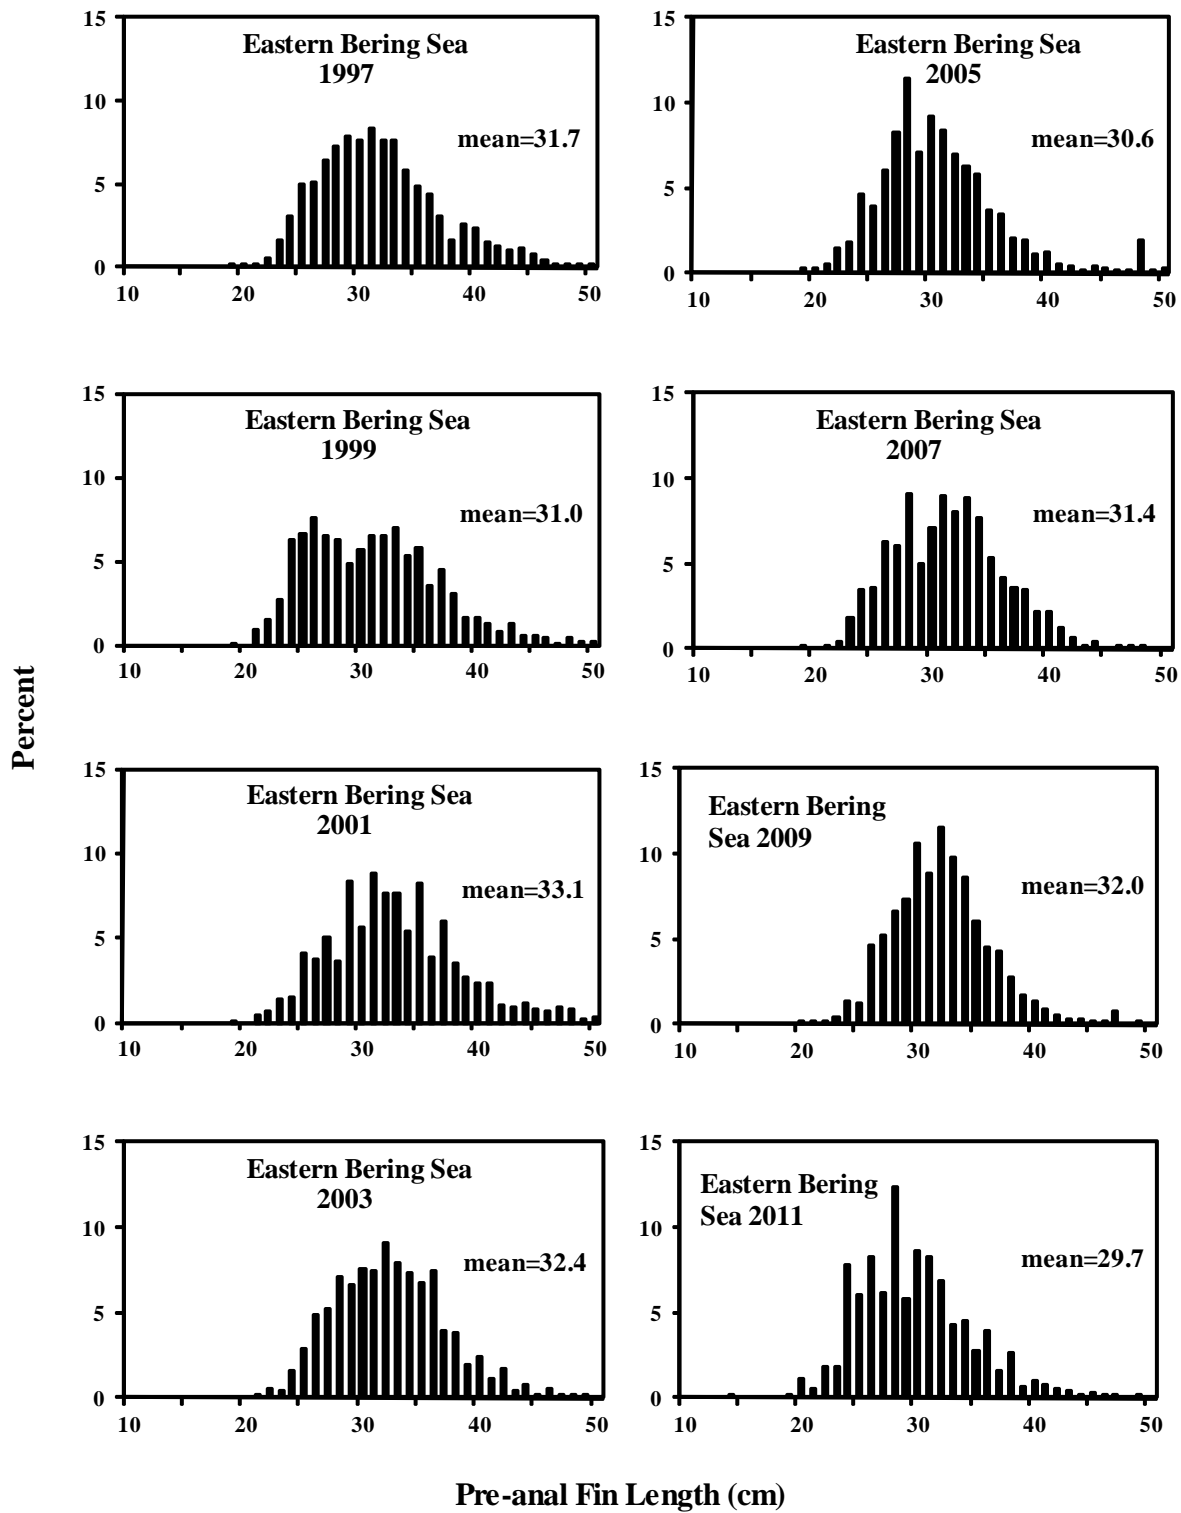 15
Eastern Bering Sea
1997
10
mean=31.7
5
0
10 20 30 40 50
15
Eastern Bering Sea
2005
10
mean=30.6
5
0
10 20 30 40 50
15
Eastern Bering Sea
1999
10
mean=31.0
5
0
10 20 30 40 50
15
Eastern Bering Sea
2007
10
mean=31.4
5
0
10 20 30 40 50
Percent
15
Eastern Bering Sea
2001
10
mean=33.1
5
0
10 20 30 40 50
15
Eastern Bering
Sea 2009
10
mean=32.0
5
0
10 20 30 40 50
15
Eastern Bering Sea
2003
10
mean=32.4
5
0
10 20 30 40 50
15
Eastern Bering
Sea 2011
10
mean=29.7
5
0
10 20 30 40 50
Pre-anal Fin Length (cm)